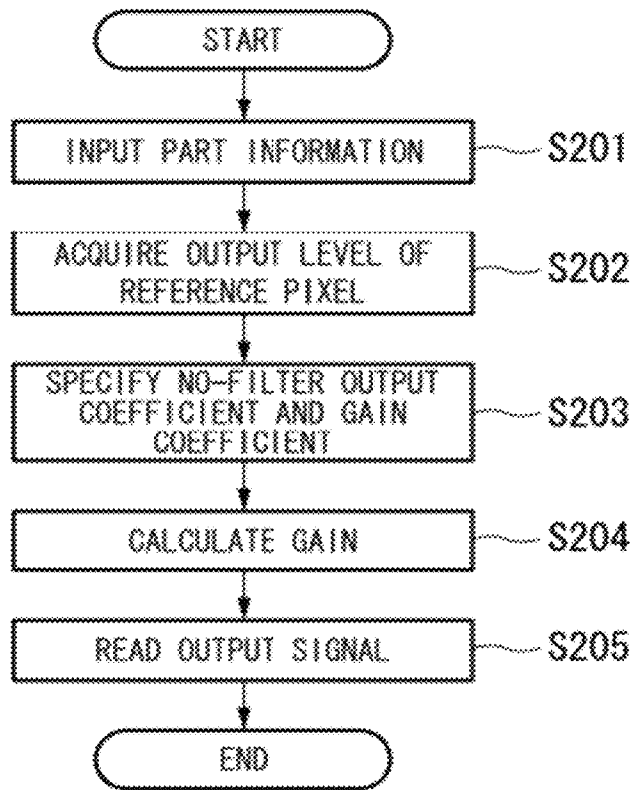 START
INPUT PART INFORMATION
S201
ACQUIRE OUTPUT LEVEL OF
REFERENCE PIXEL
S202
SPECIFY NO-FILTER OUTPUT
COEFFICIENT AND GAIN
COEFFICIENT
S203
CALCULATE GAIN
S204
READ OUTPUT SIGNAL
S205
END